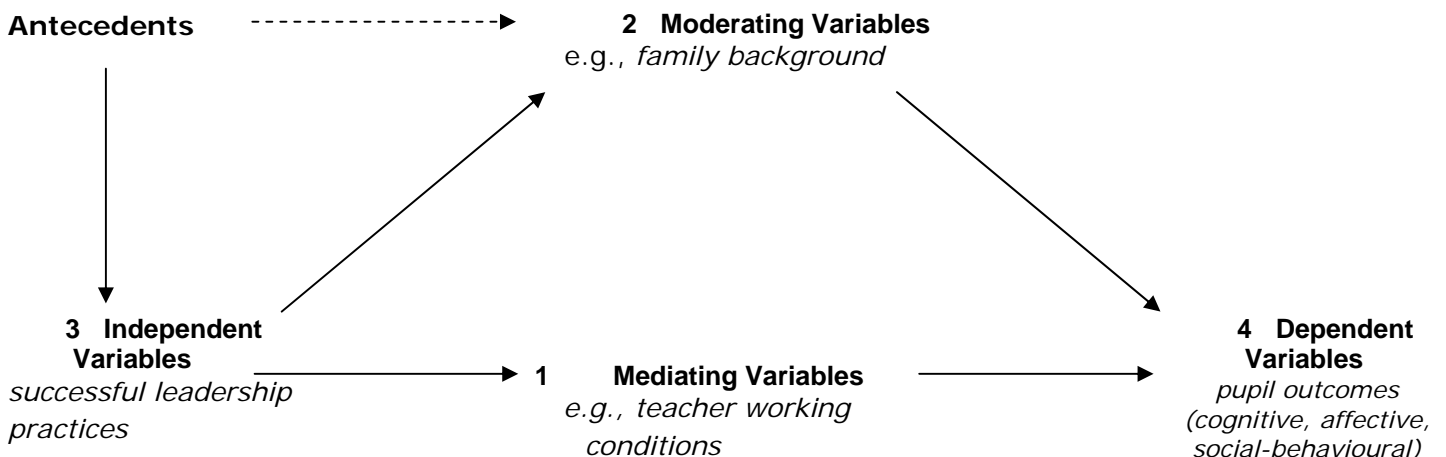 Antecedents
2 Moderating Variables
e.g., family background
3 Independent
Variables
successful leadership
practices
1 Mediating Variables
e.g., teacher working
conditions
4 Dependent
Variables
pupil outcomes
(cognitive, affective,
social-behavioural)